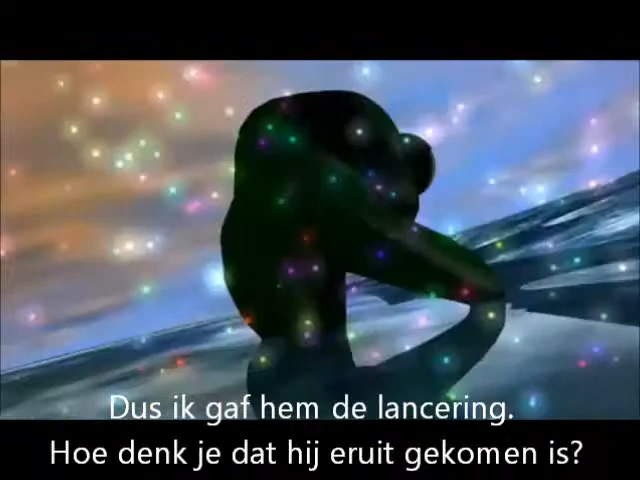 Dus ik gaf hem de lancering.
Hoe denk je dat hij eruit gekomen is?